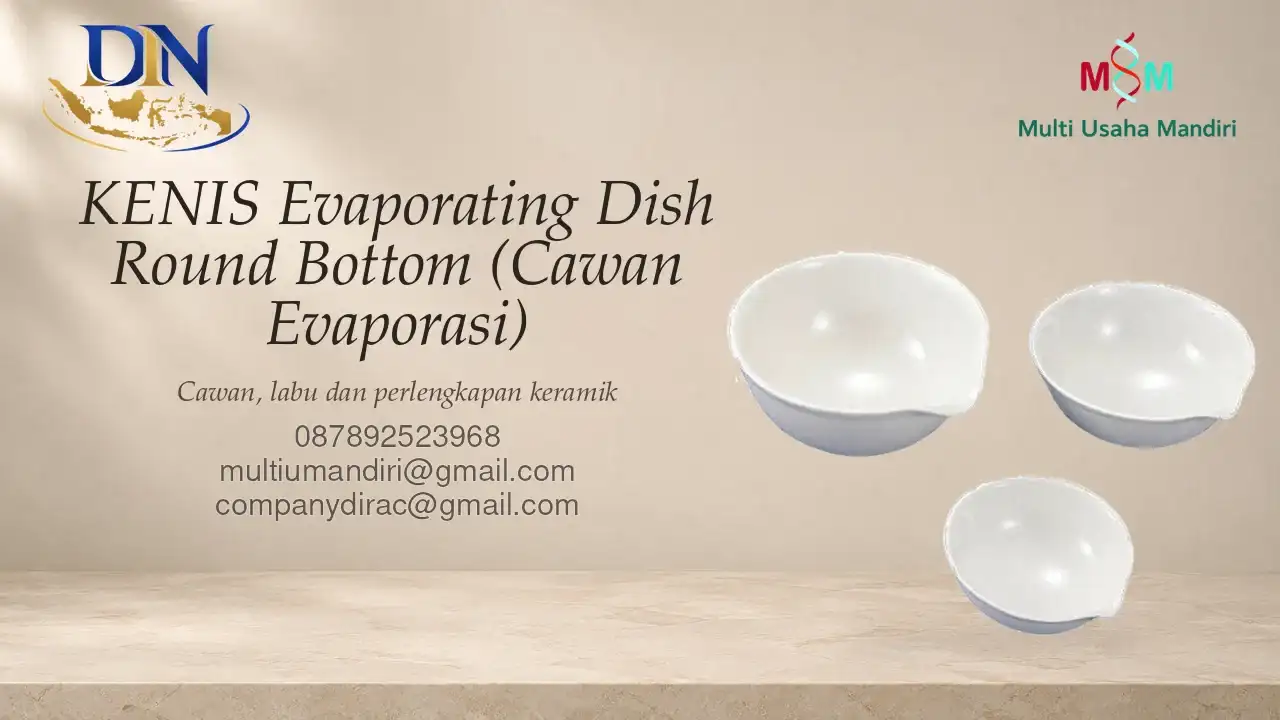 DN
MSM
Multi Usaha Mandiri
KENIS Evaporating Dish
Round Bottom (Cawan
Evaporasi)
Cawan, labu dan perlengkapan keramik
087892523968
multiumandiri@gmail.com
companydirac@gmail.com